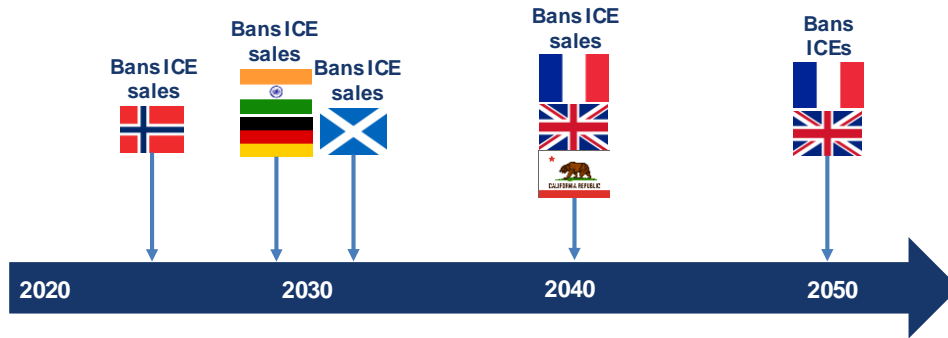 Bans ICE
sales
Bans ICE
sales
Bans ICE
sales
Bans ICE
sales
CALIFORNIA REPUBLIC
Bans
ICEs
2020
2030
2040
2050